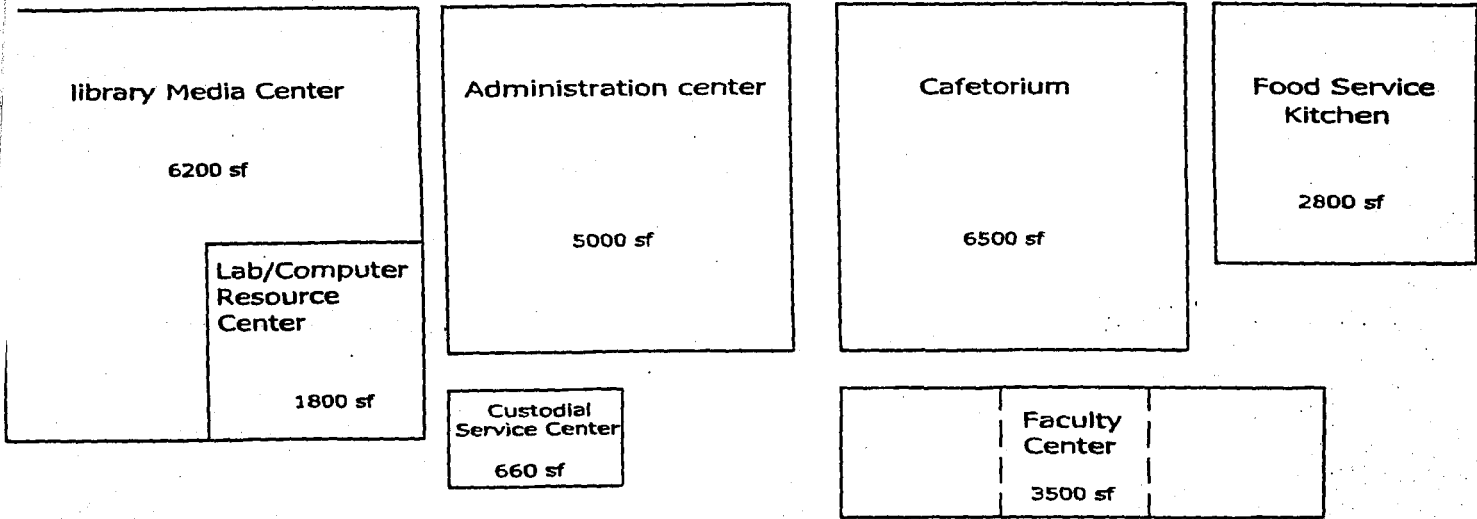 library Media Center
6200 sf
Lab/Computer
Resource
Center
1800 sf
Administration center
5000 sf
Custodial
Service Center
660 sf
Cafetorium
6500 sf
Food Service
Kitchen
2800 sf
Faculty
Center
3500 sf